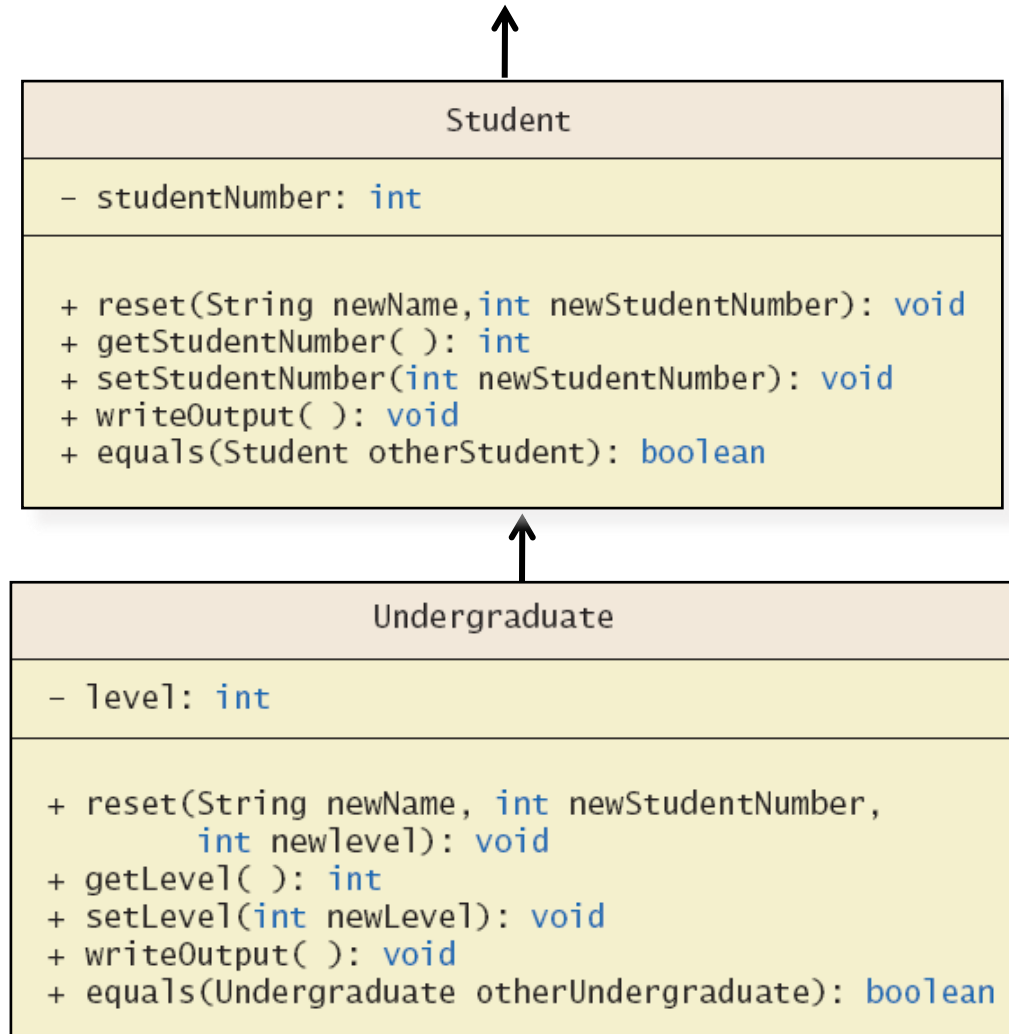 Student
– studentNumber: int
+ reset(String newName,int newStudentNumber): void
+ getStudentNumber( ): int
+ setStudentNumber(int newStudentNumber): void
+ writeOutput( ): void
+ equals(Student otherStudent): boolean
Undergraduate
– level: int
+ reset(String newName, int newStudentNumber,
int newlevel): void
+ getLevel( ): int
+ setLevel(int newLevel): void
+ writeOutput( ): void
+ equals(Undergraduate otherUndergraduate): boolean